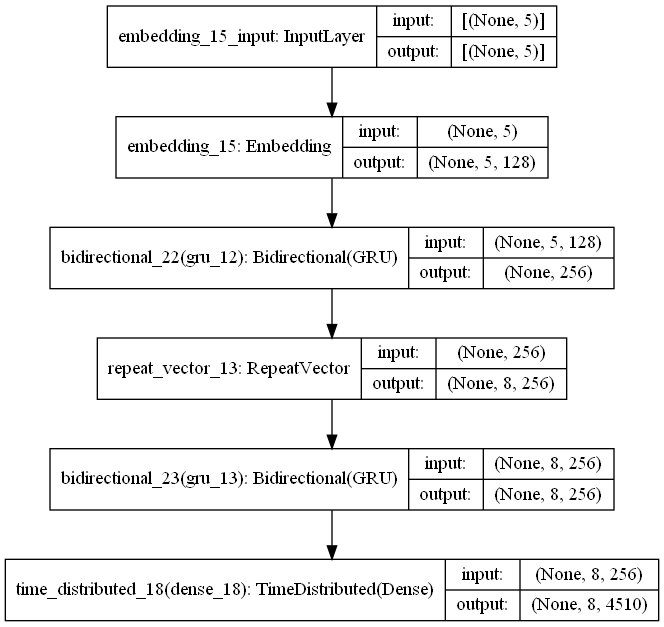 embedding_15_input: InputLayer
input: [(None, 5)]
output: [(None, 5)]
embedding_15: Embedding
input: (None, 5)
output: (None, 5, 128)
bidirectional_22(gru_12): Bidirectional(GRU)
input: (None, 5, 128)
output: (None, 256)
repeat_vector_13: RepeatVector
input: (None, 256)
output: (None, 8, 256)
bidirectional_23(gru_13): Bidirectional(GRU)
input: (None, 8, 256)
output: (None, 8, 256)
time_distributed_18(dense_18): TimeDistributed(Dense)
input: (None, 8, 256)
output: (None, 8, 4510)